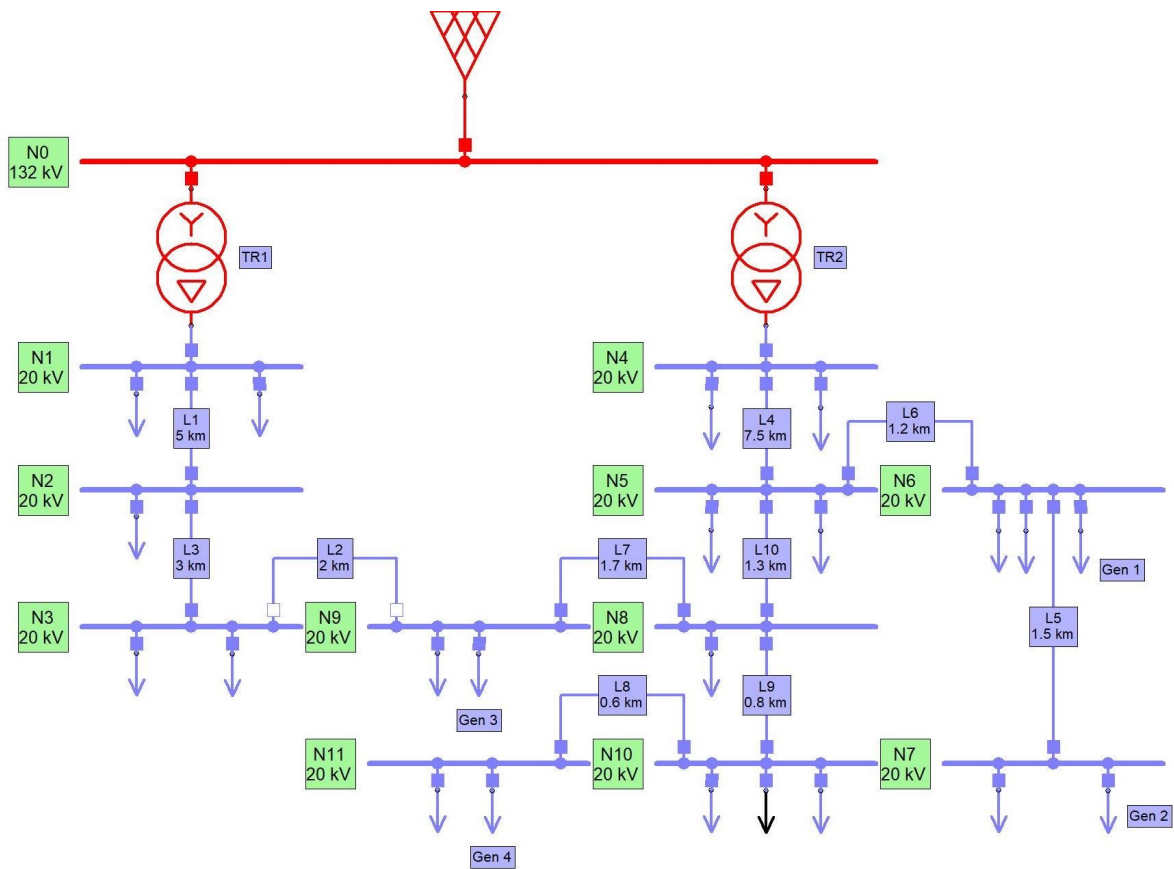 N0
132 kV
TR1
TR2
N1
20 kV
N4
20 kV
L1
5 km
L4
7.5 km
L6
1.2 km
N2
20 kV
N5
20 kV
N6
20 kV
L3
3 km
L2
2 km
L7
1.7 km
L10
1.3 km
Gen 1
N3
20 kV
N9
20 kV
N8
20 kV
L5
1.5 km
L8
0.6 km
L9
0.8 km
Gen 3
N11
20 kV
N10
20 kV
N7
20 kV
Gen 2
Gen 4